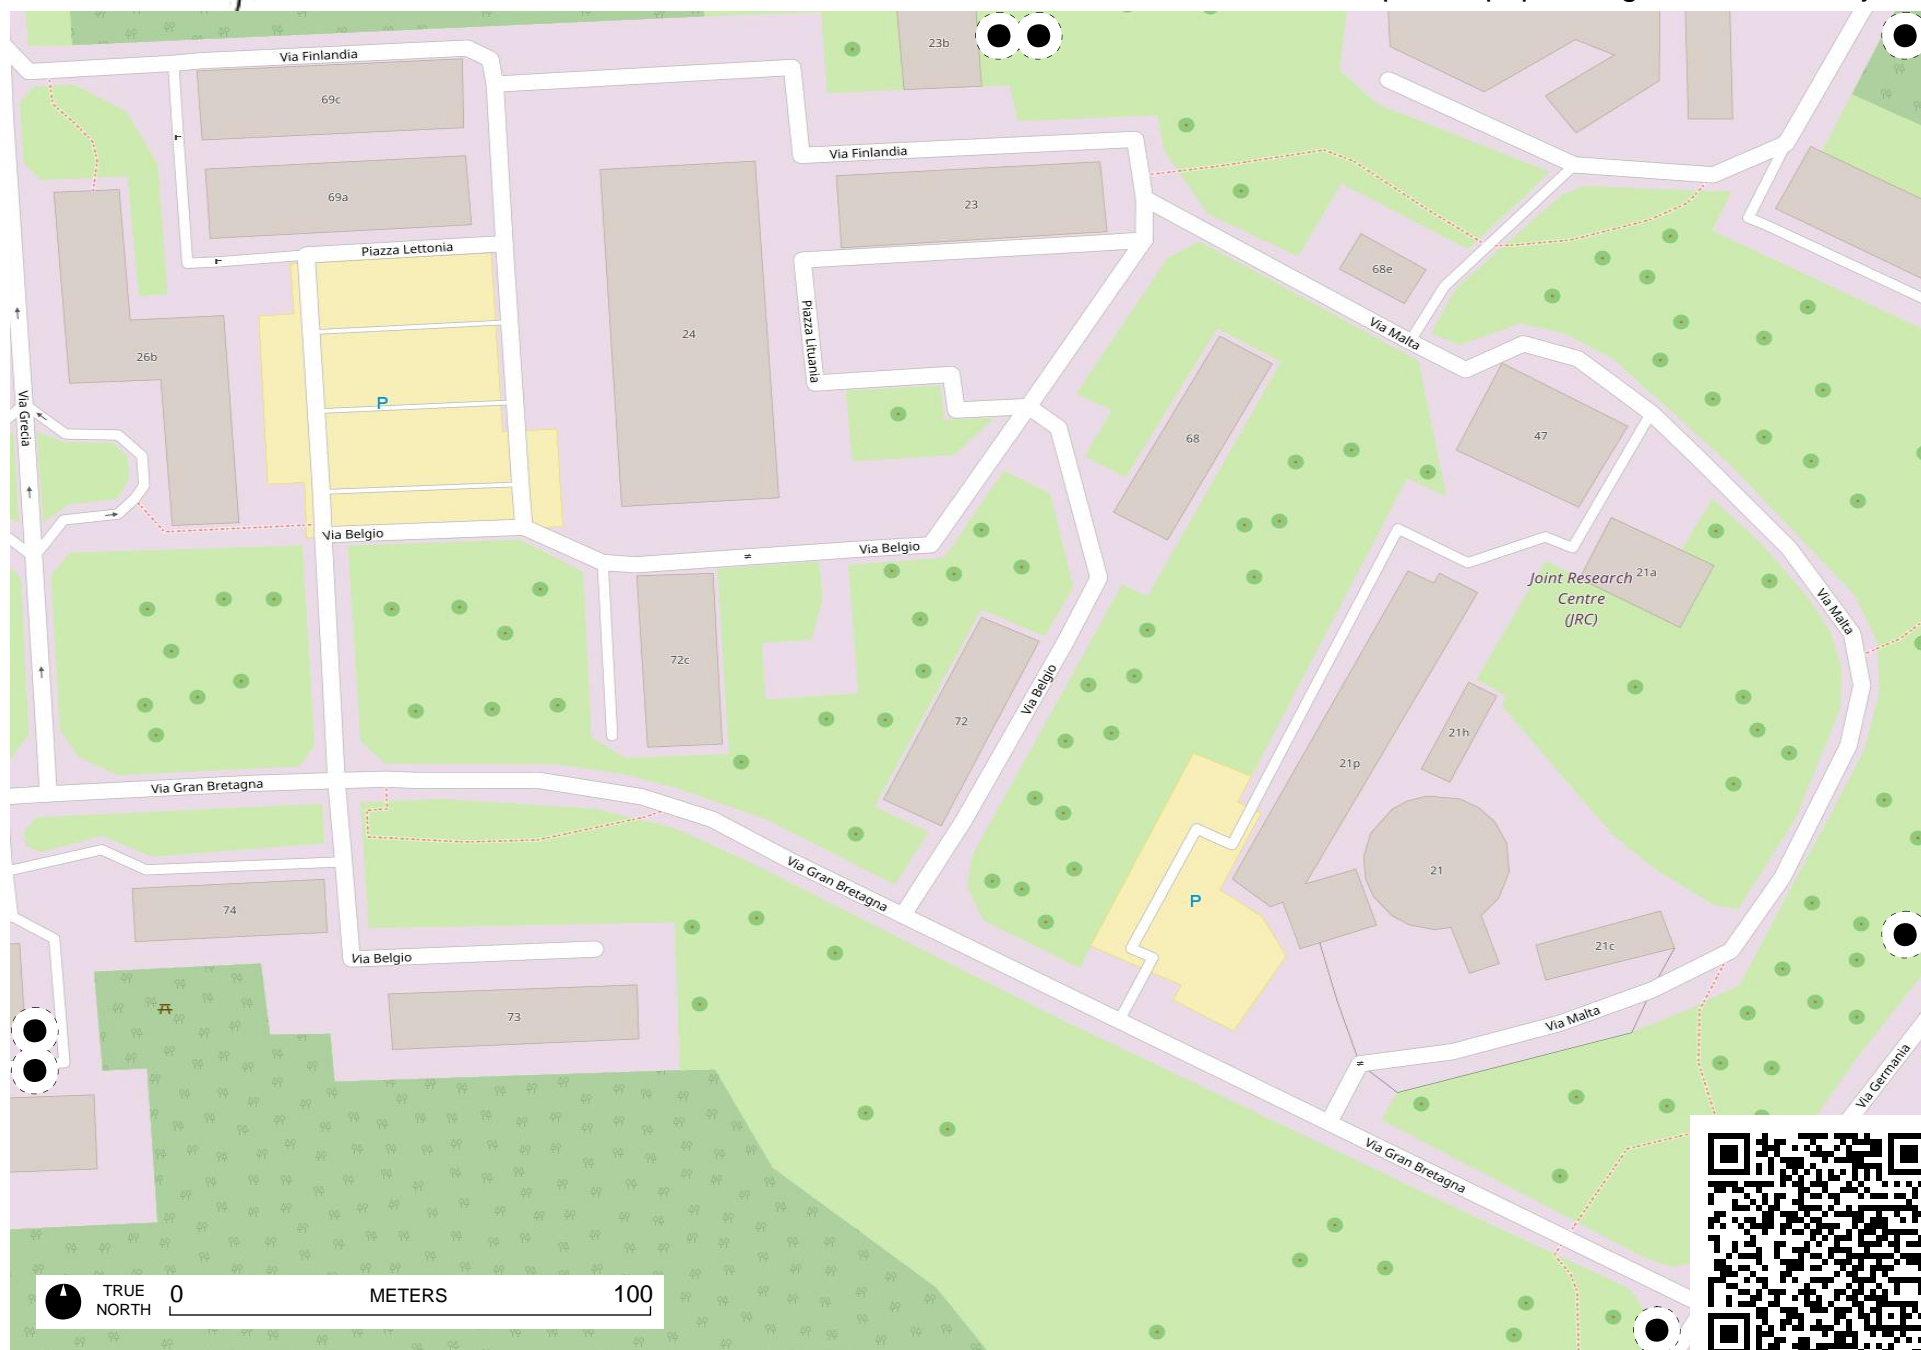 23b
Via Finlandia
69c
Via Finlandia
69a
23
Piazza Lettonia
68e
24
Piazza Lituania
Via Malta
26b
P
Via Grecia
68
47
Via Belgio
Via Belgio
21a
Joint Research
Centre
(JRC)
Via Malta
72c
Via Belgio
72
21h
21p
Via Gran Bretagna
Via Gran Bretagna
21
P
74
21c
Via Belgio
73
Via Malta
Via Germania
Via Gran Bretagna
TRUE
NORTH
0 METERS 100